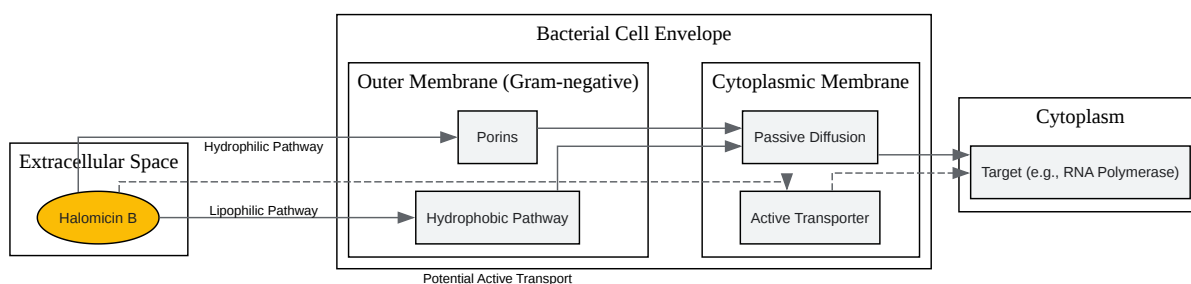 Bacterial Cell Envelope
Outer Membrane (Gram-negative)
Cytoplasmic Membrane
Cytoplasm
Extracellular Space
Porins
Passive Diffusion
Hydrophilic Pathway
Target (e.g., RNA Polymerase)
Halomicin B
Lipophilic Pathway
Hydrophobic Pathway
Active Transporter
Potential Active Transport